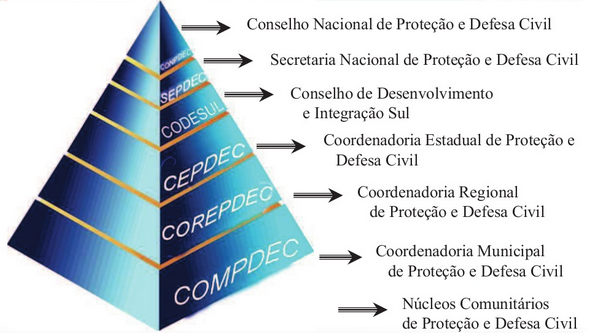 Conselho Nacional de Proteção e Defesa Civil
CONPDEC
Secretaria Nacional de Proteção e Defesa Civil
SEPDEC
Conselho de Desenvolvimento
e Integração Sul
CODESUL
Coordenadoria Estadual de Proteção e
Defesa Civil
CEPDEC
Coordenadoria Regional
de Proteção e Defesa Civil
COREPDEC
Coordenadoria Municipal
de Proteção e Defesa Civil
COMPDEC
Núcleos Comunitários
de Proteção e Defesa Civil